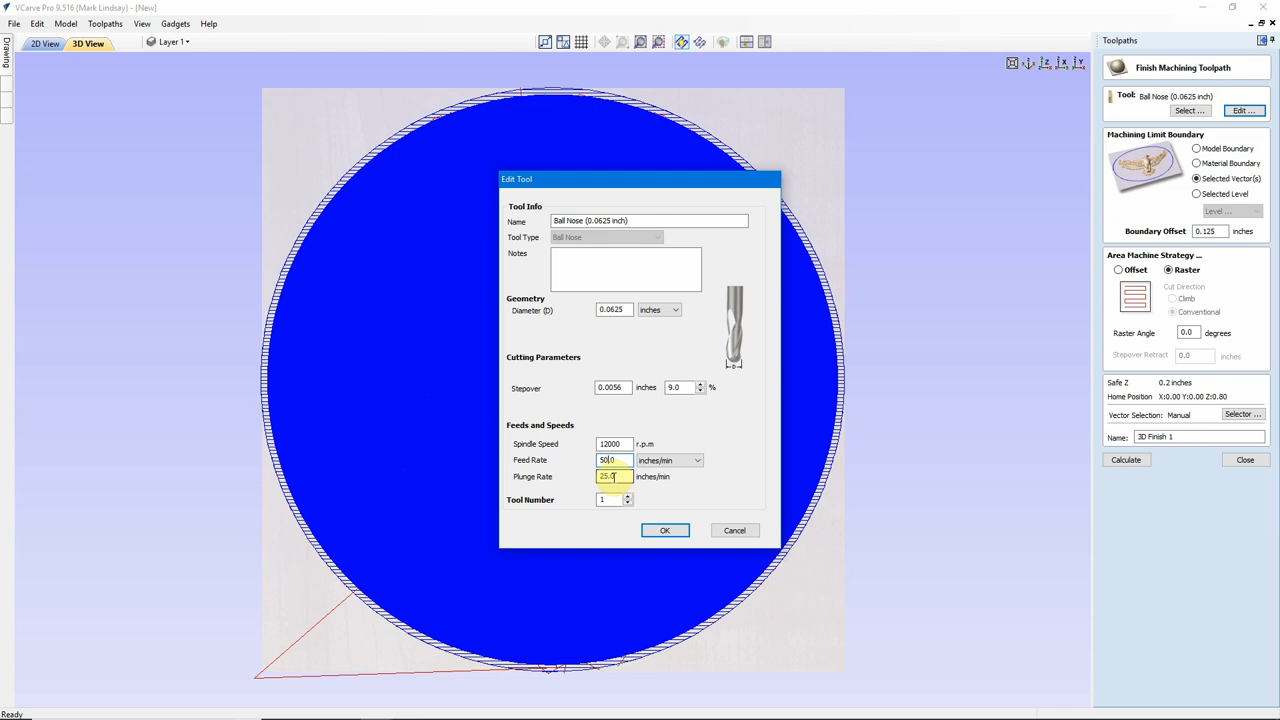 VCarve Pro 9.516 {Mark Lindsay} - [New]
File Edit Model Toolpaths View Gadgets Help
2D View 3D View Layer 1
Drawing
Toolpaths
Finish Machining Toolpath
Tool: Ball Nose (0.0625 inch)
Select ... Edit ...
Machining Limit Boundary
Model Boundary
Material Boundary
Selected Vector(s)
Selected Level
Level ...
Boundary Offset 0.125 inches
Area Machine Strategy ...
Offset Raster
Cut Direction
Climb
Conventional
Raster Angle 0.0 degrees
Stepover Retract 0.0 inches
Safe Z 0.2 inches
Home Position X:0.00 Y:0.00 Z:0.80
Vector Selection: Manual Selector ...
Name: 3D Finish 1
Calculate Close
Edit Tool
Tool Info
Name Ball Nose (0.0625 inch)
Tool Type Ball Nose
Notes
Geometry
Diameter (D) 0.0625 inches
D
Cutting Parameters
Stepover 0.0056 inches 9.0 %
Feeds and Speeds
Spindle Speed 12000 r.p.m
Feed Rate 50.0 inches/min
Plunge Rate 25.0 inches/min
Tool Number 1
OK Cancel
Ready